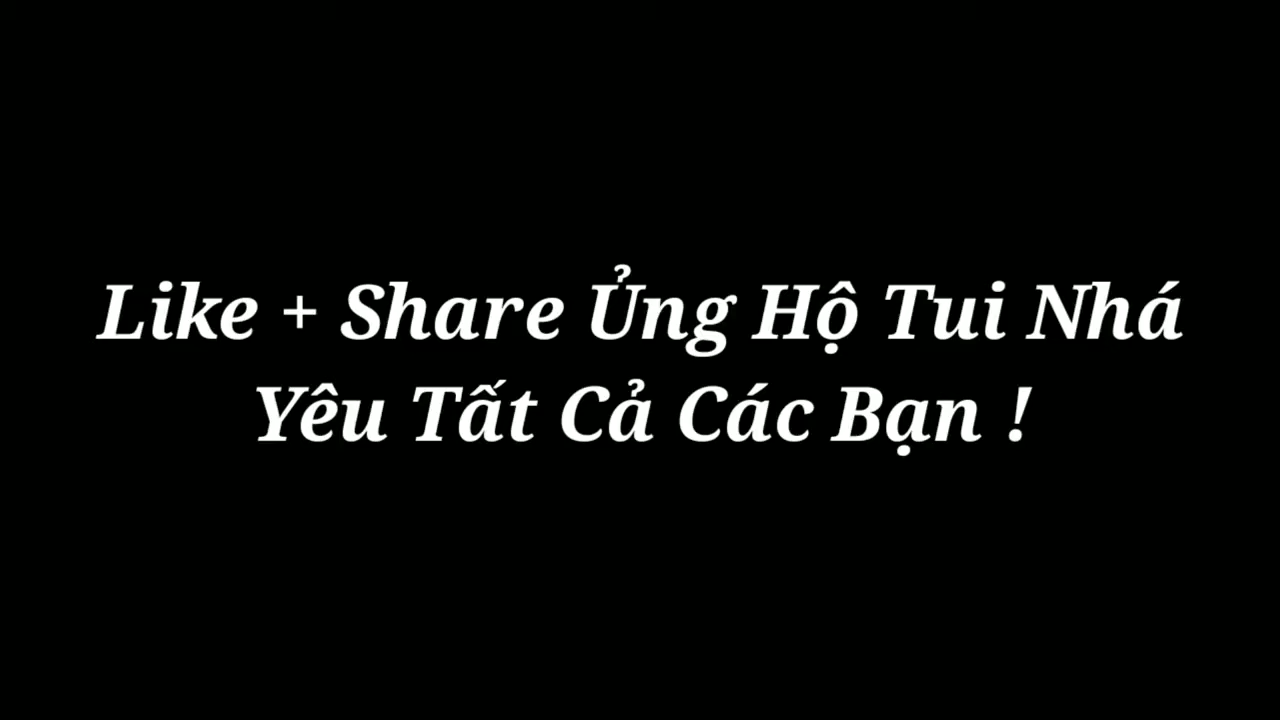 Like + Share Ủng Hộ Tui Nhá
Yêu Tất Cả Các Bạn !